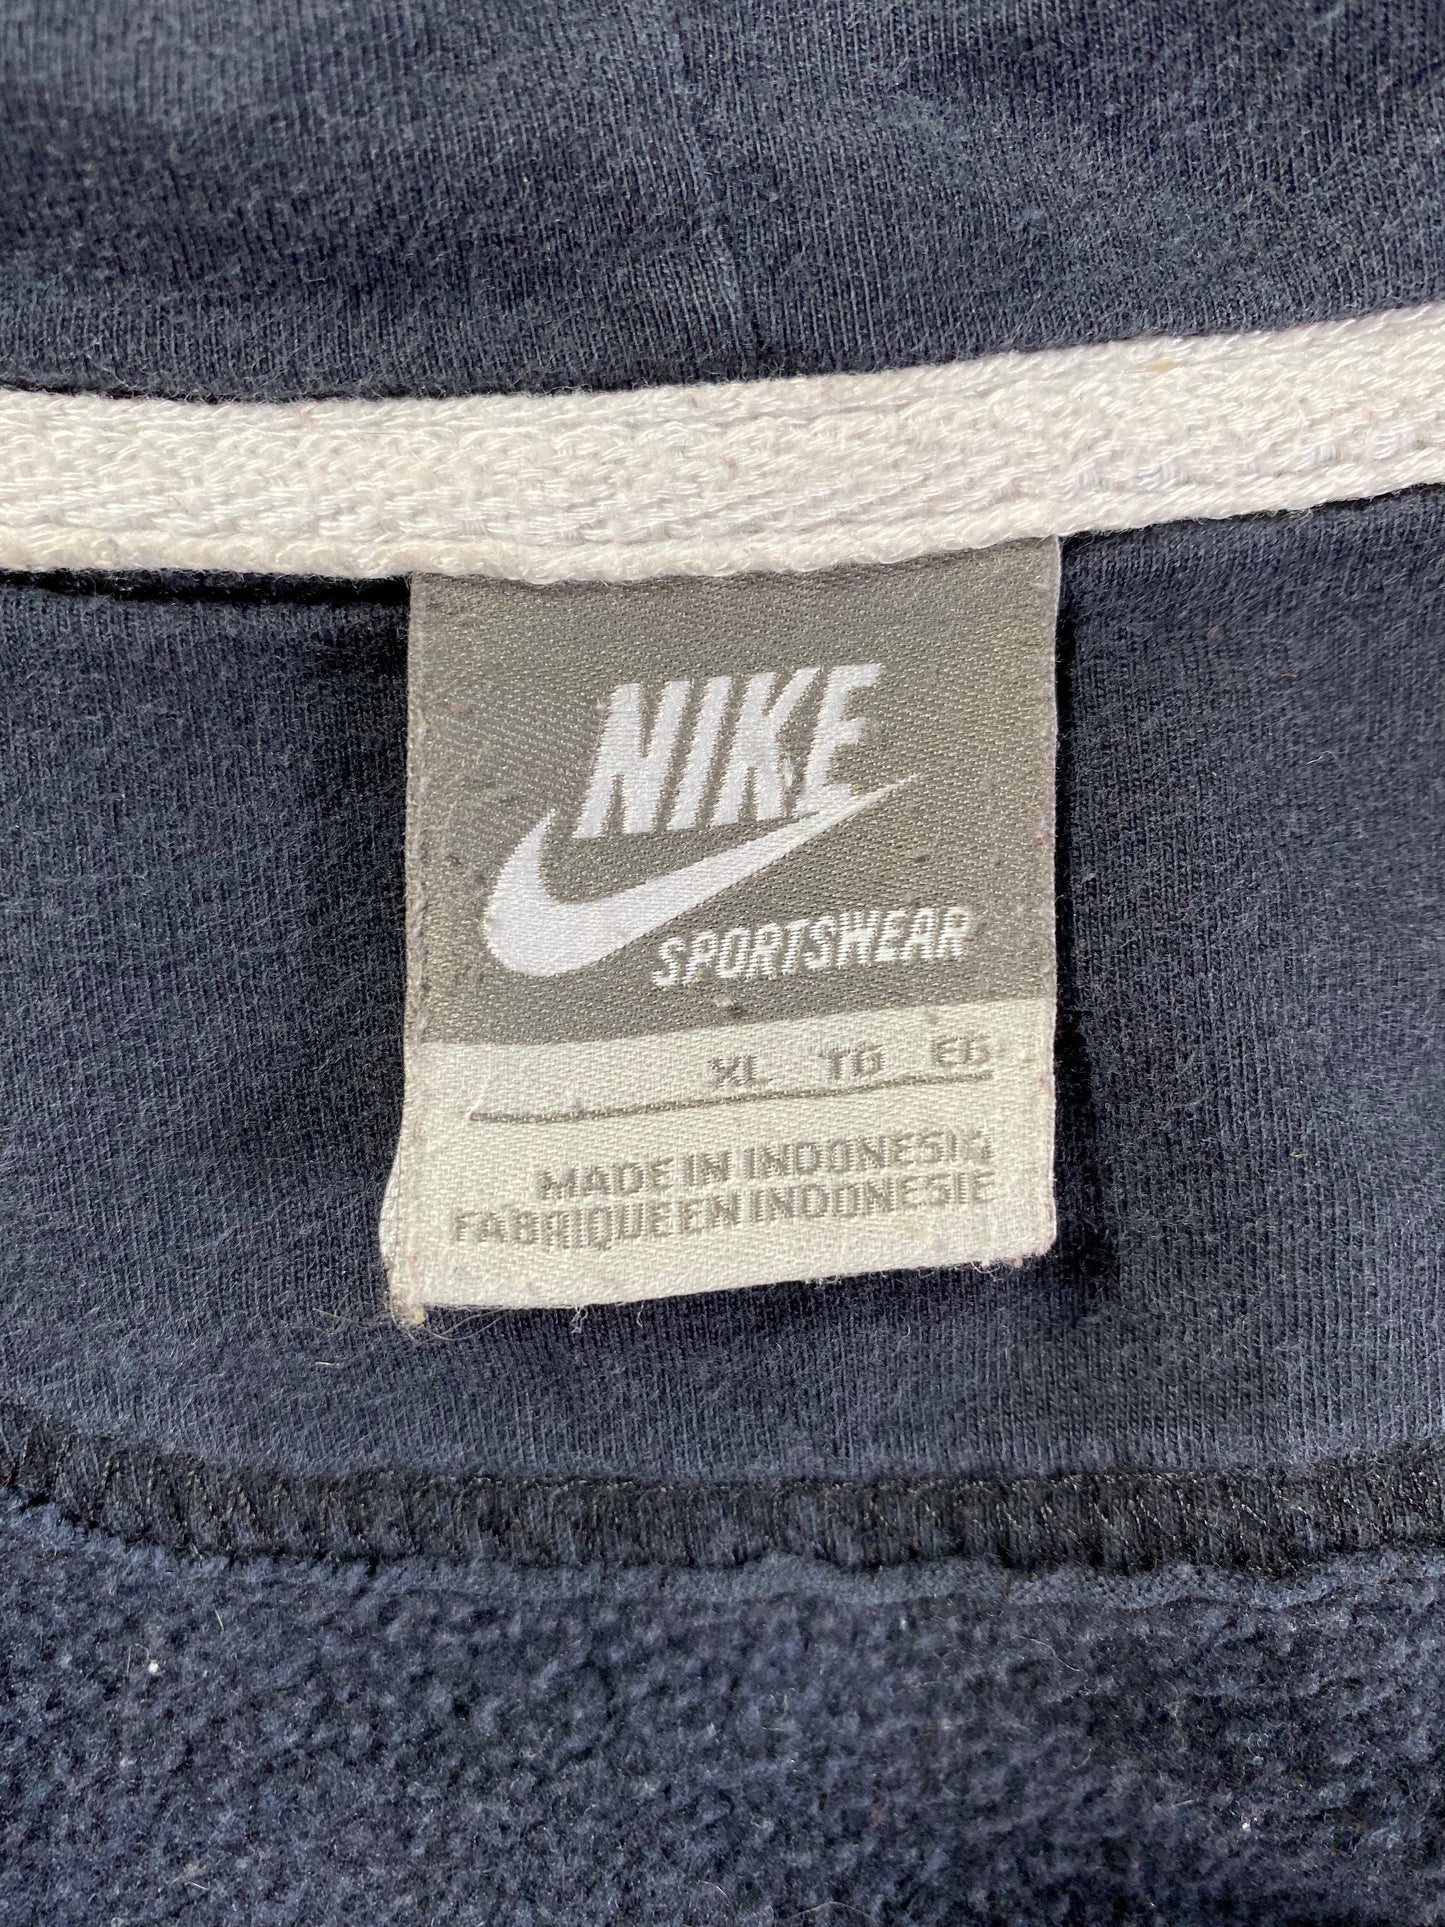 NIKE
SPORTSWEAR
XL TG EG
MADE IN INDONESIA
FABRIQUE EN INDONESIE